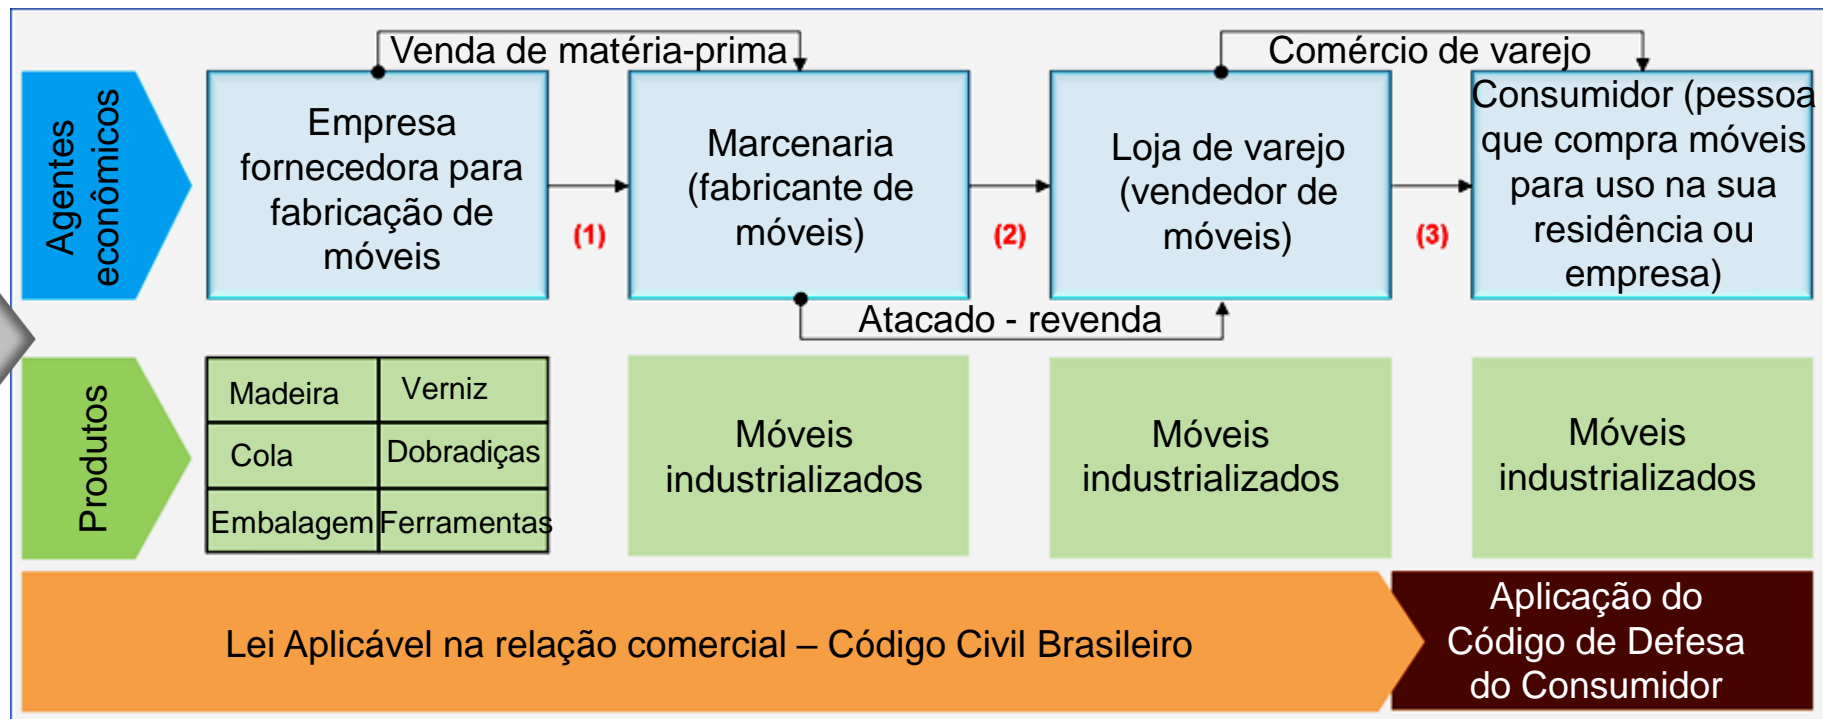 Venda de matéria-prima
Comércio de varejo
Agentes
econômicos
Empresa
fornecedora para
fabricação de
móveis
(1)
Marcenaria
(fabricante de
móveis)
(2)
Loja de varejo
(vendedor de
móveis)
(3)
Consumidor (pessoa
que compra móveis
para uso na sua
residência ou
empresa)
Atacado - revenda
Produtos
Madeira
Verniz
Cola
Dobradiças
Embalagem
Ferramentas
Móveis
industrializados
Móveis
industrializados
Móveis
industrializados
Lei Aplicável na relação comercial – Código Civil Brasileiro
Aplicação do
Código de Defesa
do Consumidor